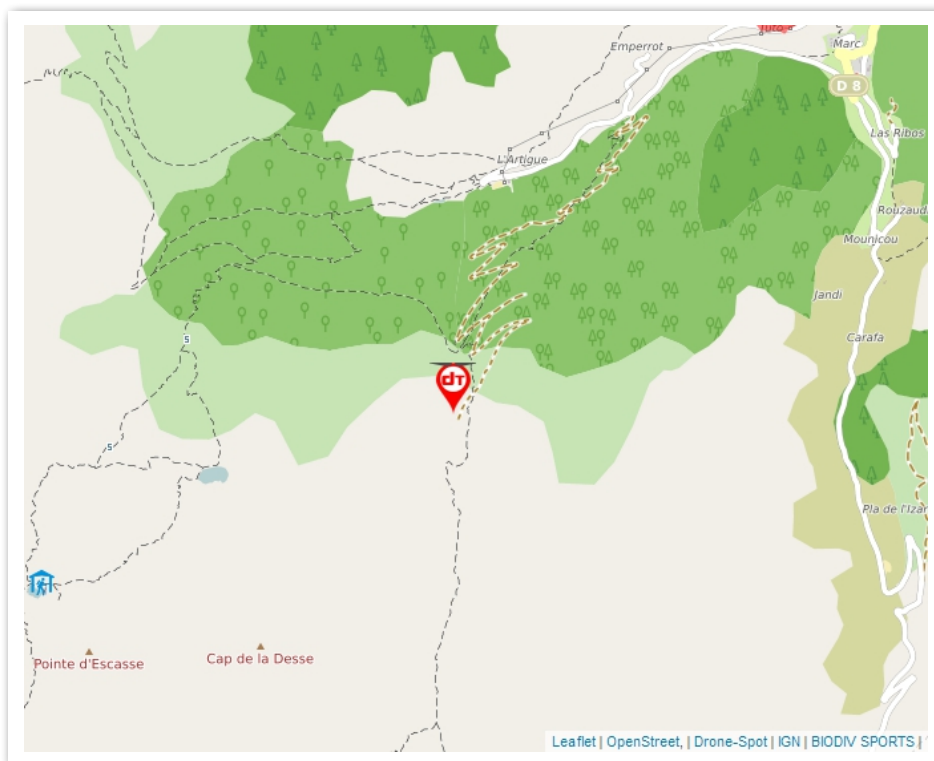 Emperrot
Marc
D 8
Las Ribos
L'Artigue
Rouzaud
Mounicou
Jandi
Carafa
5
dT
5
Pla de l'Izar
Pointe d'Escasse
Cap de la Desse
Leaflet | OpenStreet, | Drone-Spot | IGN | BIODIV SPORTS |